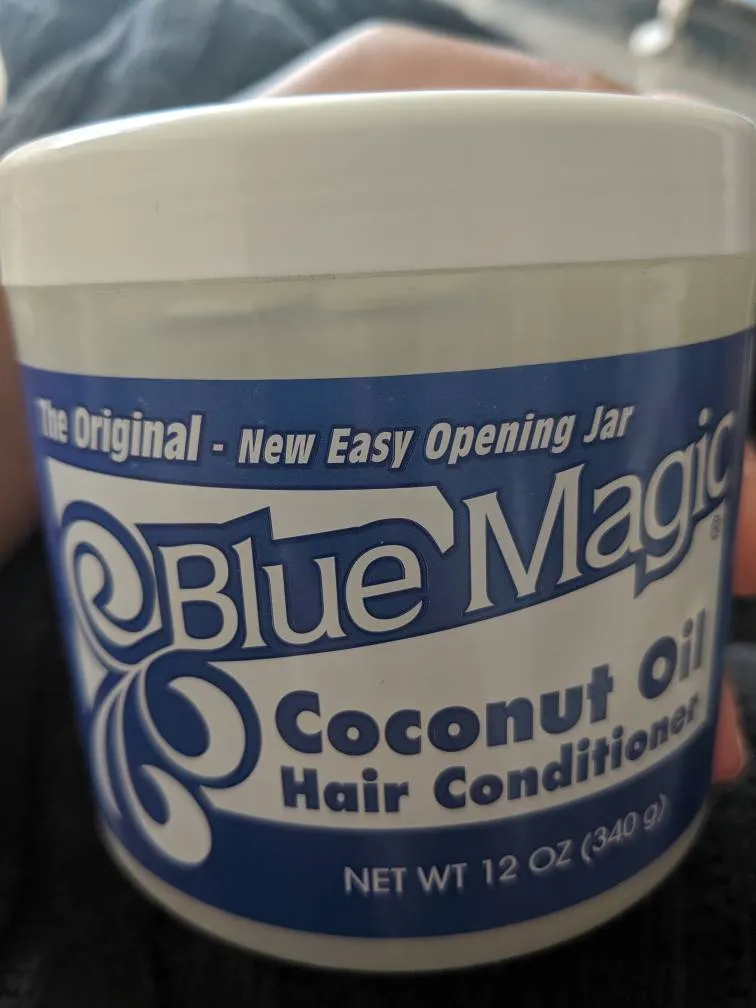 The Original - New Easy Opening Jar
Blue Magic®
Coconut Oil
Hair Conditioner
NET WT 12 OZ (340 g)